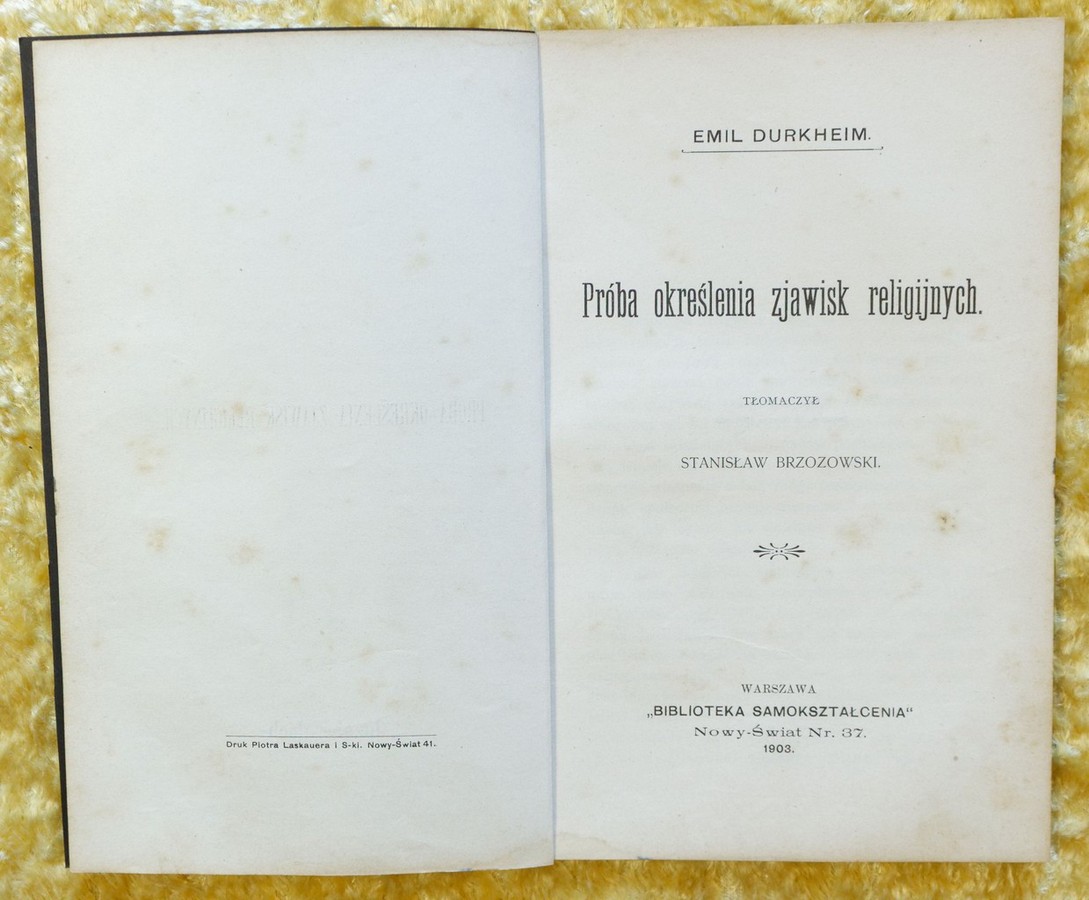 Druk Piotra Laskauera i S-ki. Nowy-Świat 41.
EMIL DURKHEIM.
Próba określenia zjawisk religijnych.
TŁOMACZYŁ
STANISŁAW BRZOZOWSKI.
WARSZAWA
„BIBLIOTEKA SAMOKSZTAŁCENIA“
Nowy-Świat Nr. 37.
1903.